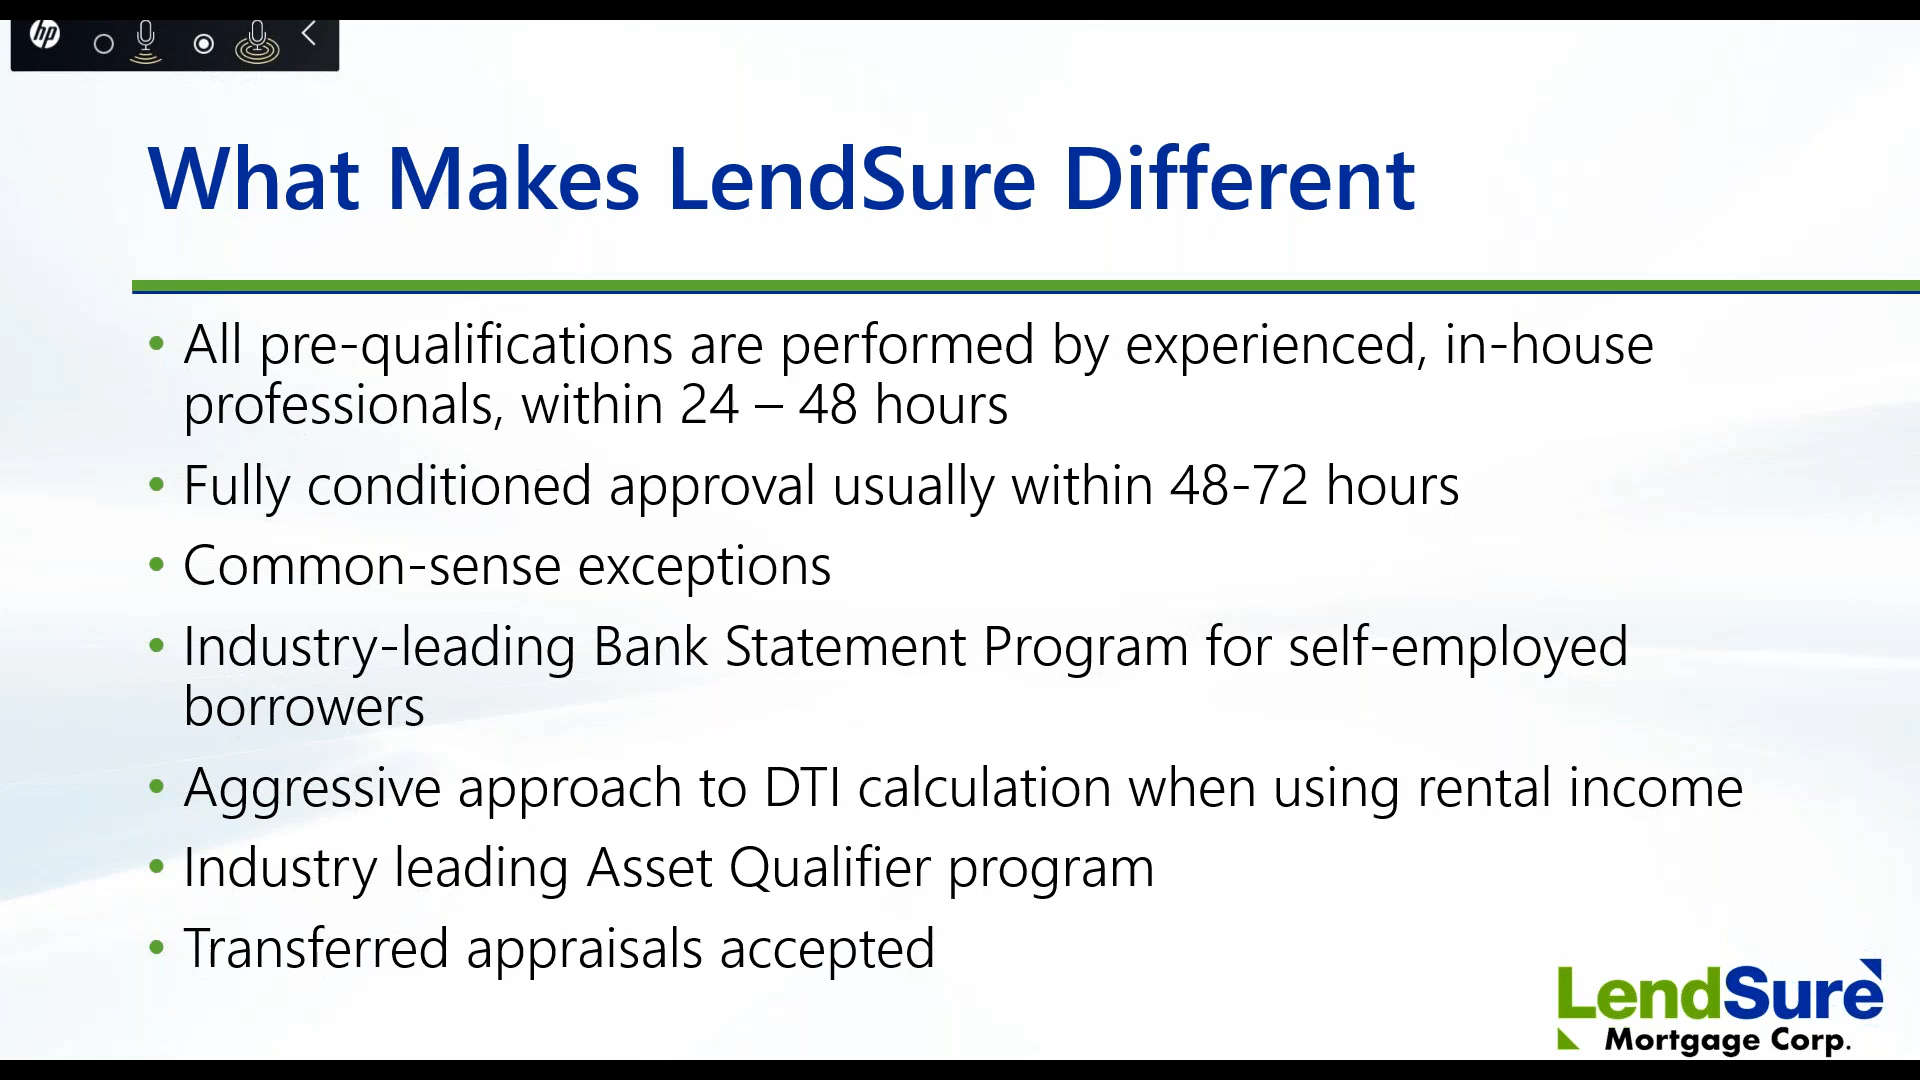 hp
What Makes LendSure Different
• All pre-qualifications are performed by experienced, in-house
professionals, within 24 – 48 hours
• Fully conditioned approval usually within 48-72 hours
• Common-sense exceptions
• Industry-leading Bank Statement Program for self-employed
borrowers
• Aggressive approach to DTI calculation when using rental income
• Industry leading Asset Qualifier program
• Transferred appraisals accepted
LendSure
Mortgage Corp.